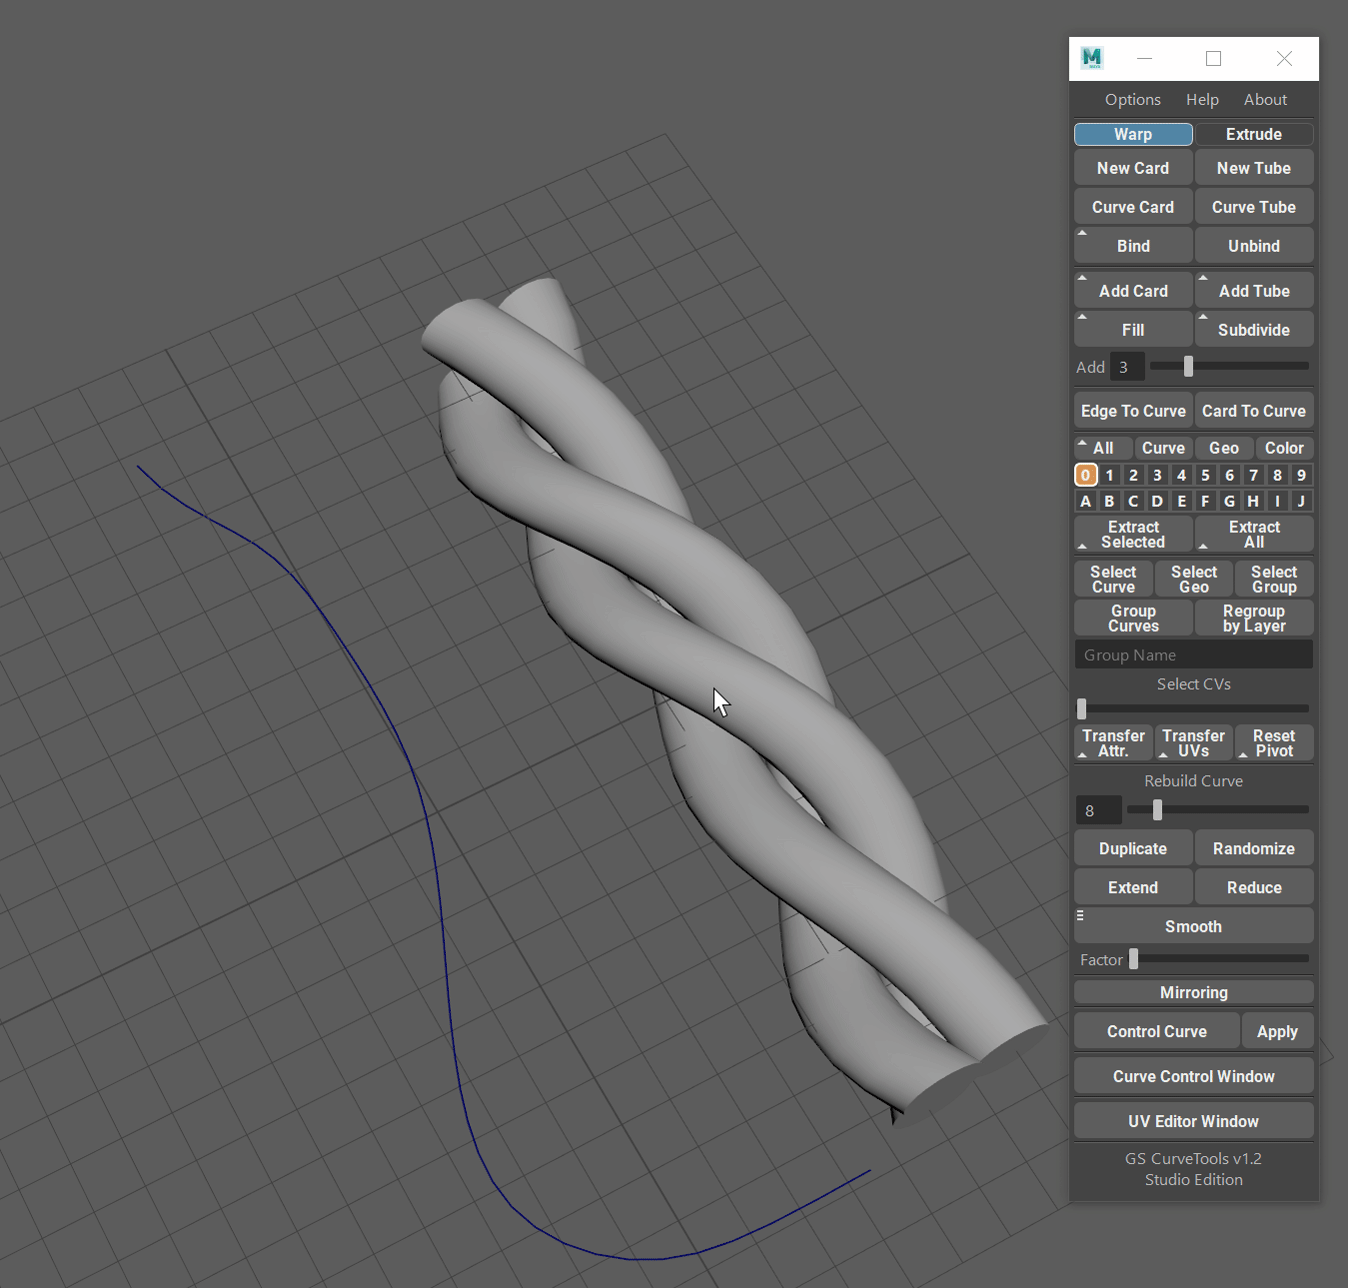 M
Options Help About
Warp Extrude
New Card New Tube
Curve Card Curve Tube
Bind Unbind
Add Card Add Tube
Fill Subdivide
Add 3
Edge To Curve Card To Curve
All Curve Geo Color
0 1 2 3 4 5 6 7 8 9
A B C D E F G H I J
Extract Selected Extract All
Select Curve Select Geo Select Group
Group Curves Regroup by Layer
Group Name
Select CVs
Transfer Attr. Transfer UVs Reset Pivot
Rebuild Curve
8
Duplicate Randomize
Extend Reduce
Smooth
Factor
Mirroring
Control Curve Apply
Curve Control Window
UV Editor Window
GS CurveTools v1.2
Studio Edition